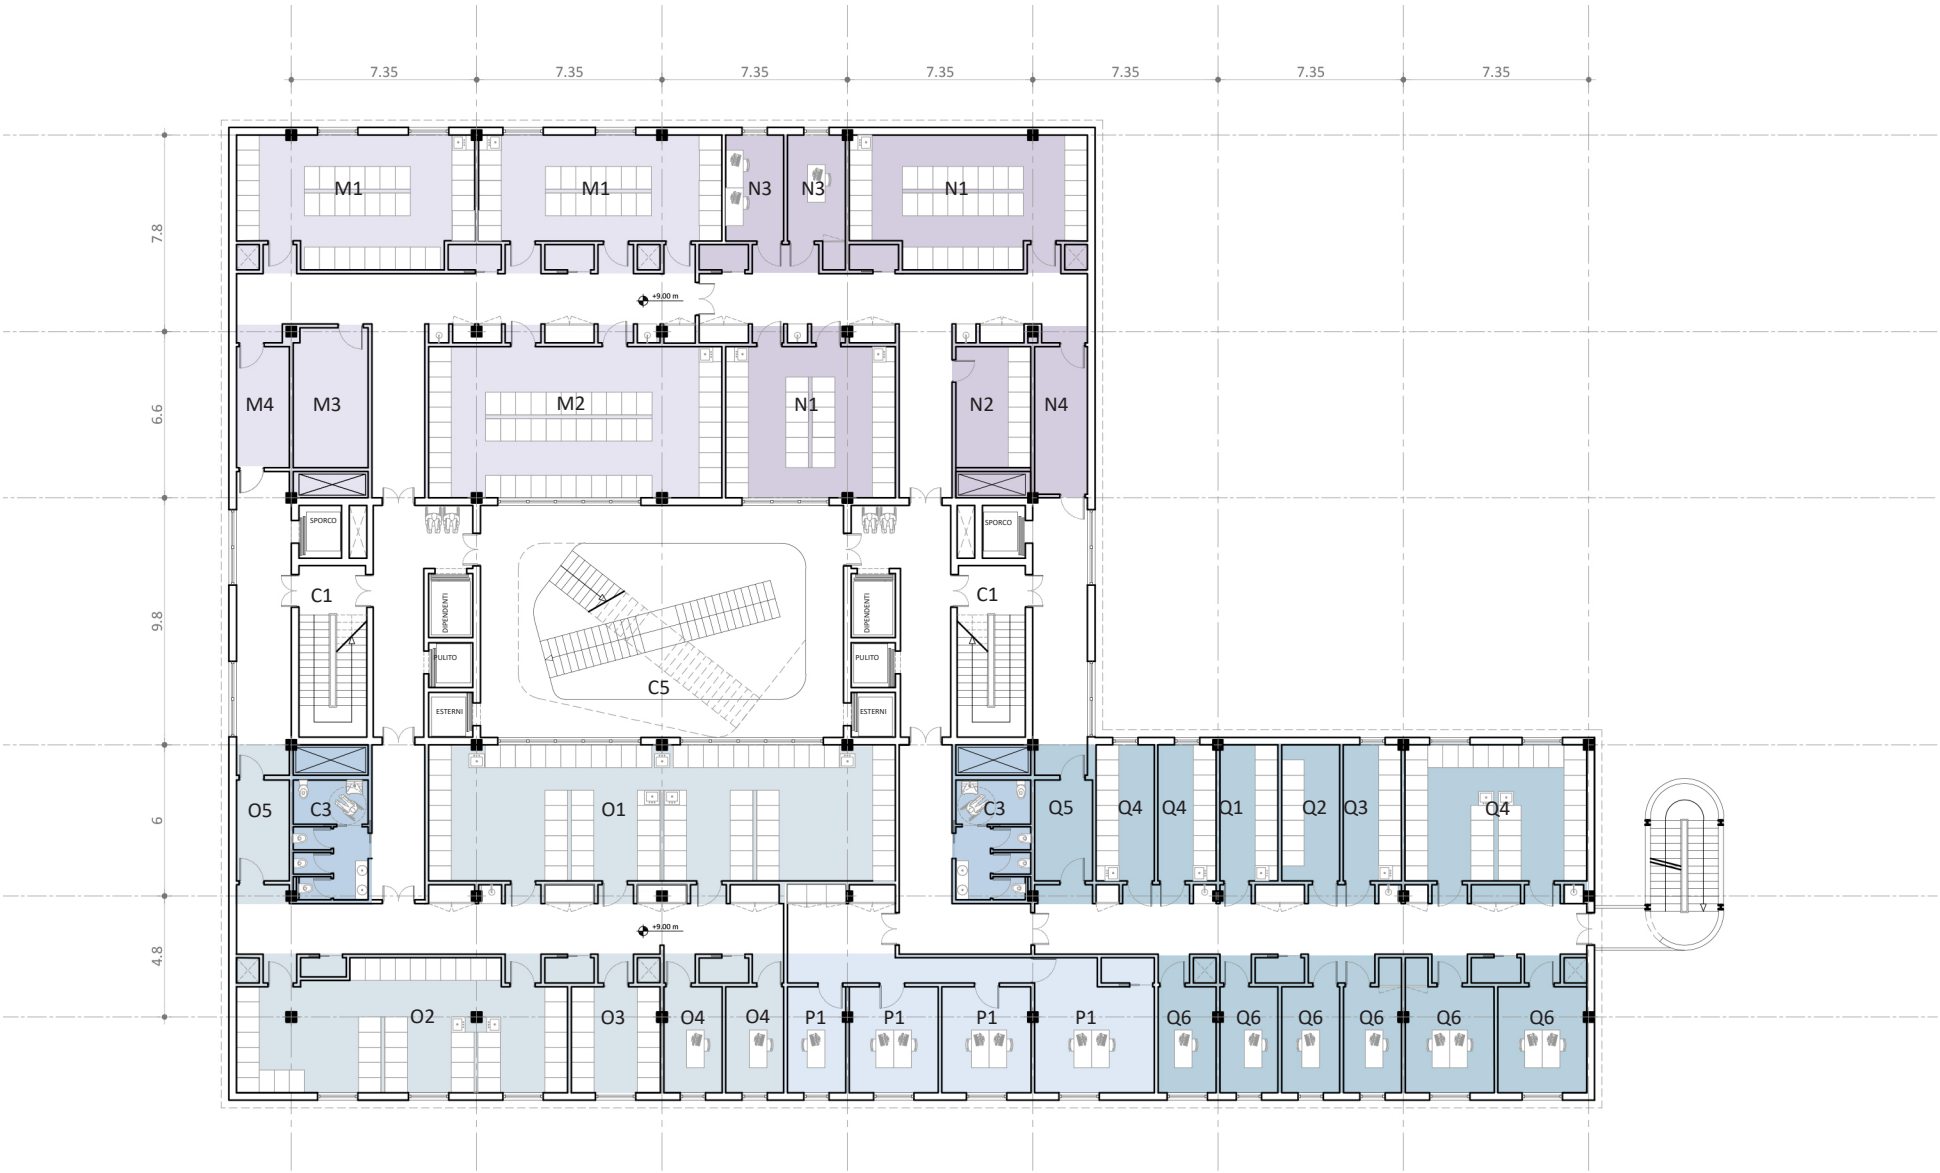 7.35 7.35 7.35 7.35 7.35 7.35 7.35
7.8
M1 M1 N3 N3 N1
+9.00 m
6.6
M4 M3 M2 N1 N2 N4
SPORCO SPORCO
9.8
C1 DIPENDENTI DIPENDENTI C1
PULITO PULITO
C5
ESTERNI ESTERNI
6
O5 C3 O1 C3 Q5 Q4 Q4 Q1 Q2 Q3 Q4
+9.00 m
4.8
O2 O3 O4 O4 P1 P1 P1 P1 Q6 Q6 Q6 Q6 Q6 Q6